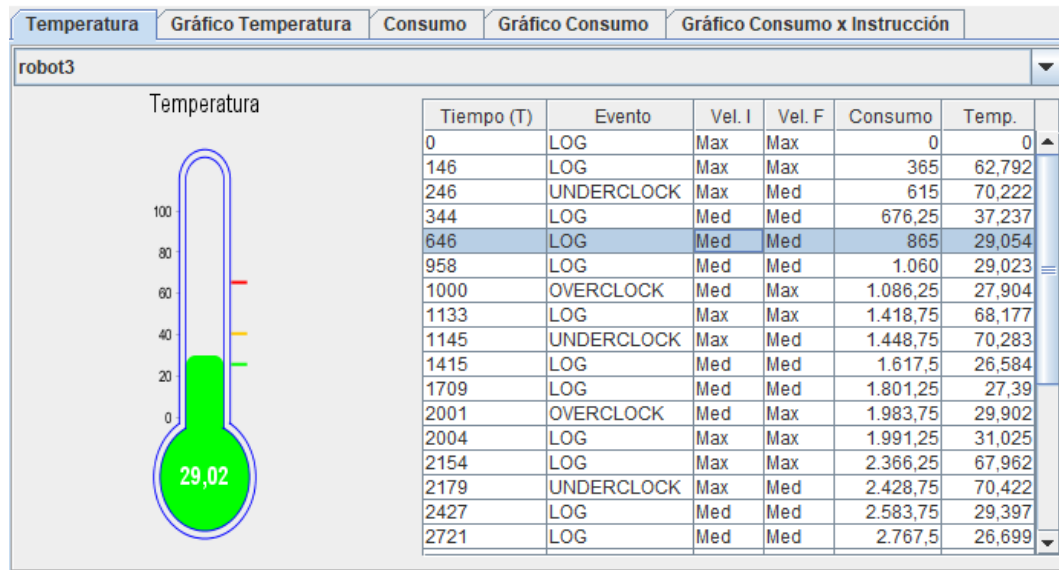 Temperatura Gráfico Temperatura Consumo Gráfico Consumo Gráfico Consumo x Instrucción
robot3
Temperatura
100
80
60
40
20
0
29,02
Tiempo (T) Evento Vel. I Vel. F Consumo Temp.
0 LOG Max Max 0 0
146 LOG Max Max 365 62,792
246 UNDERCLOCK Max Med 615 70,222
344 LOG Med Med 676,25 37,237
646 LOG Med Med 865 29,054
958 LOG Med Med 1.060 29,023
1000 OVERCLOCK Med Max 1.086,25 27,904
1133 LOG Max Max 1.418,75 68,177
1145 UNDERCLOCK Max Med 1.448,75 70,283
1415 LOG Med Med 1.617,5 26,584
1709 LOG Med Med 1.801,25 27,39
2001 OVERCLOCK Med Max 1.983,75 29,902
2004 LOG Max Max 1.991,25 31,025
2154 LOG Max Max 2.366,25 67,962
2179 UNDERCLOCK Max Med 2.428,75 70,422
2427 LOG Med Med 2.583,75 29,397
2721 LOG Med Med 2.767,5 26,699